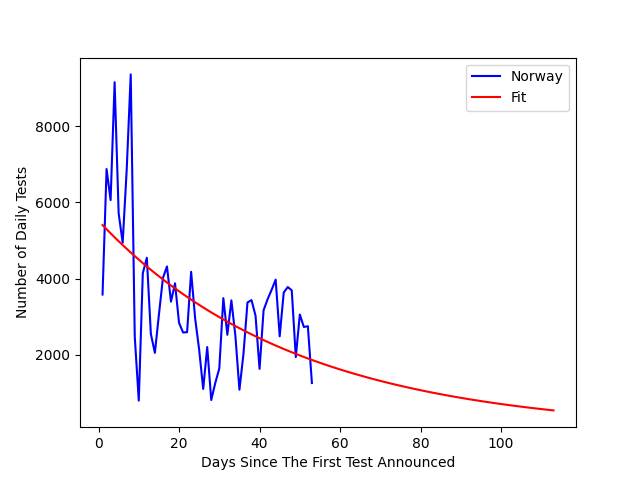 Norway
Fit
8000
6000
4000
2000
Number of Daily Tests
0 20 40 60 80 100
Days Since The First Test Announced